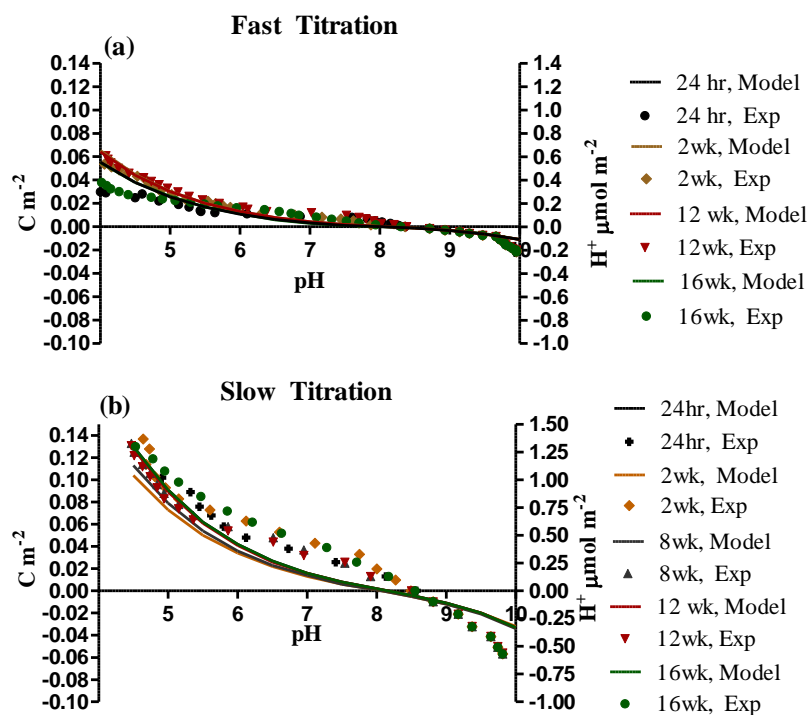 Fast Titration
(a)
0.14
0.12
0.10
0.08
0.06
0.04
0.02
0.00
-0.02
-0.04
-0.06
-0.08
-0.10
C m-2
5
6
7
8
9
10
pH
1.4
1.2
1.0
0.8
0.6
0.4
0.2
0.0
-0.2
-0.4
-0.6
-0.8
-1.0
H+ μmol m-2
24 hr, Model
24 hr, Exp
2wk, Model
2wk, Exp
12 wk, Model
12wk, Exp
16wk, Model
16wk, Exp
Slow Titration
(b)
0.14
0.12
0.10
0.08
0.06
0.04
0.02
0.00
-0.02
-0.04
-0.06
-0.08
-0.10
C m-2
5
6
7
8
9
10
pH
1.50
1.25
1.00
0.75
0.50
0.25
0.00
-0.25
-0.50
-0.75
-1.00
H+ μmol m-2
24hr, Model
24hr, Exp
2wk, Model
2wk, Exp
8wk, Model
8wk, Exp
12 wk, Model
12wk, Exp
16wk, Model
16wk, Exp